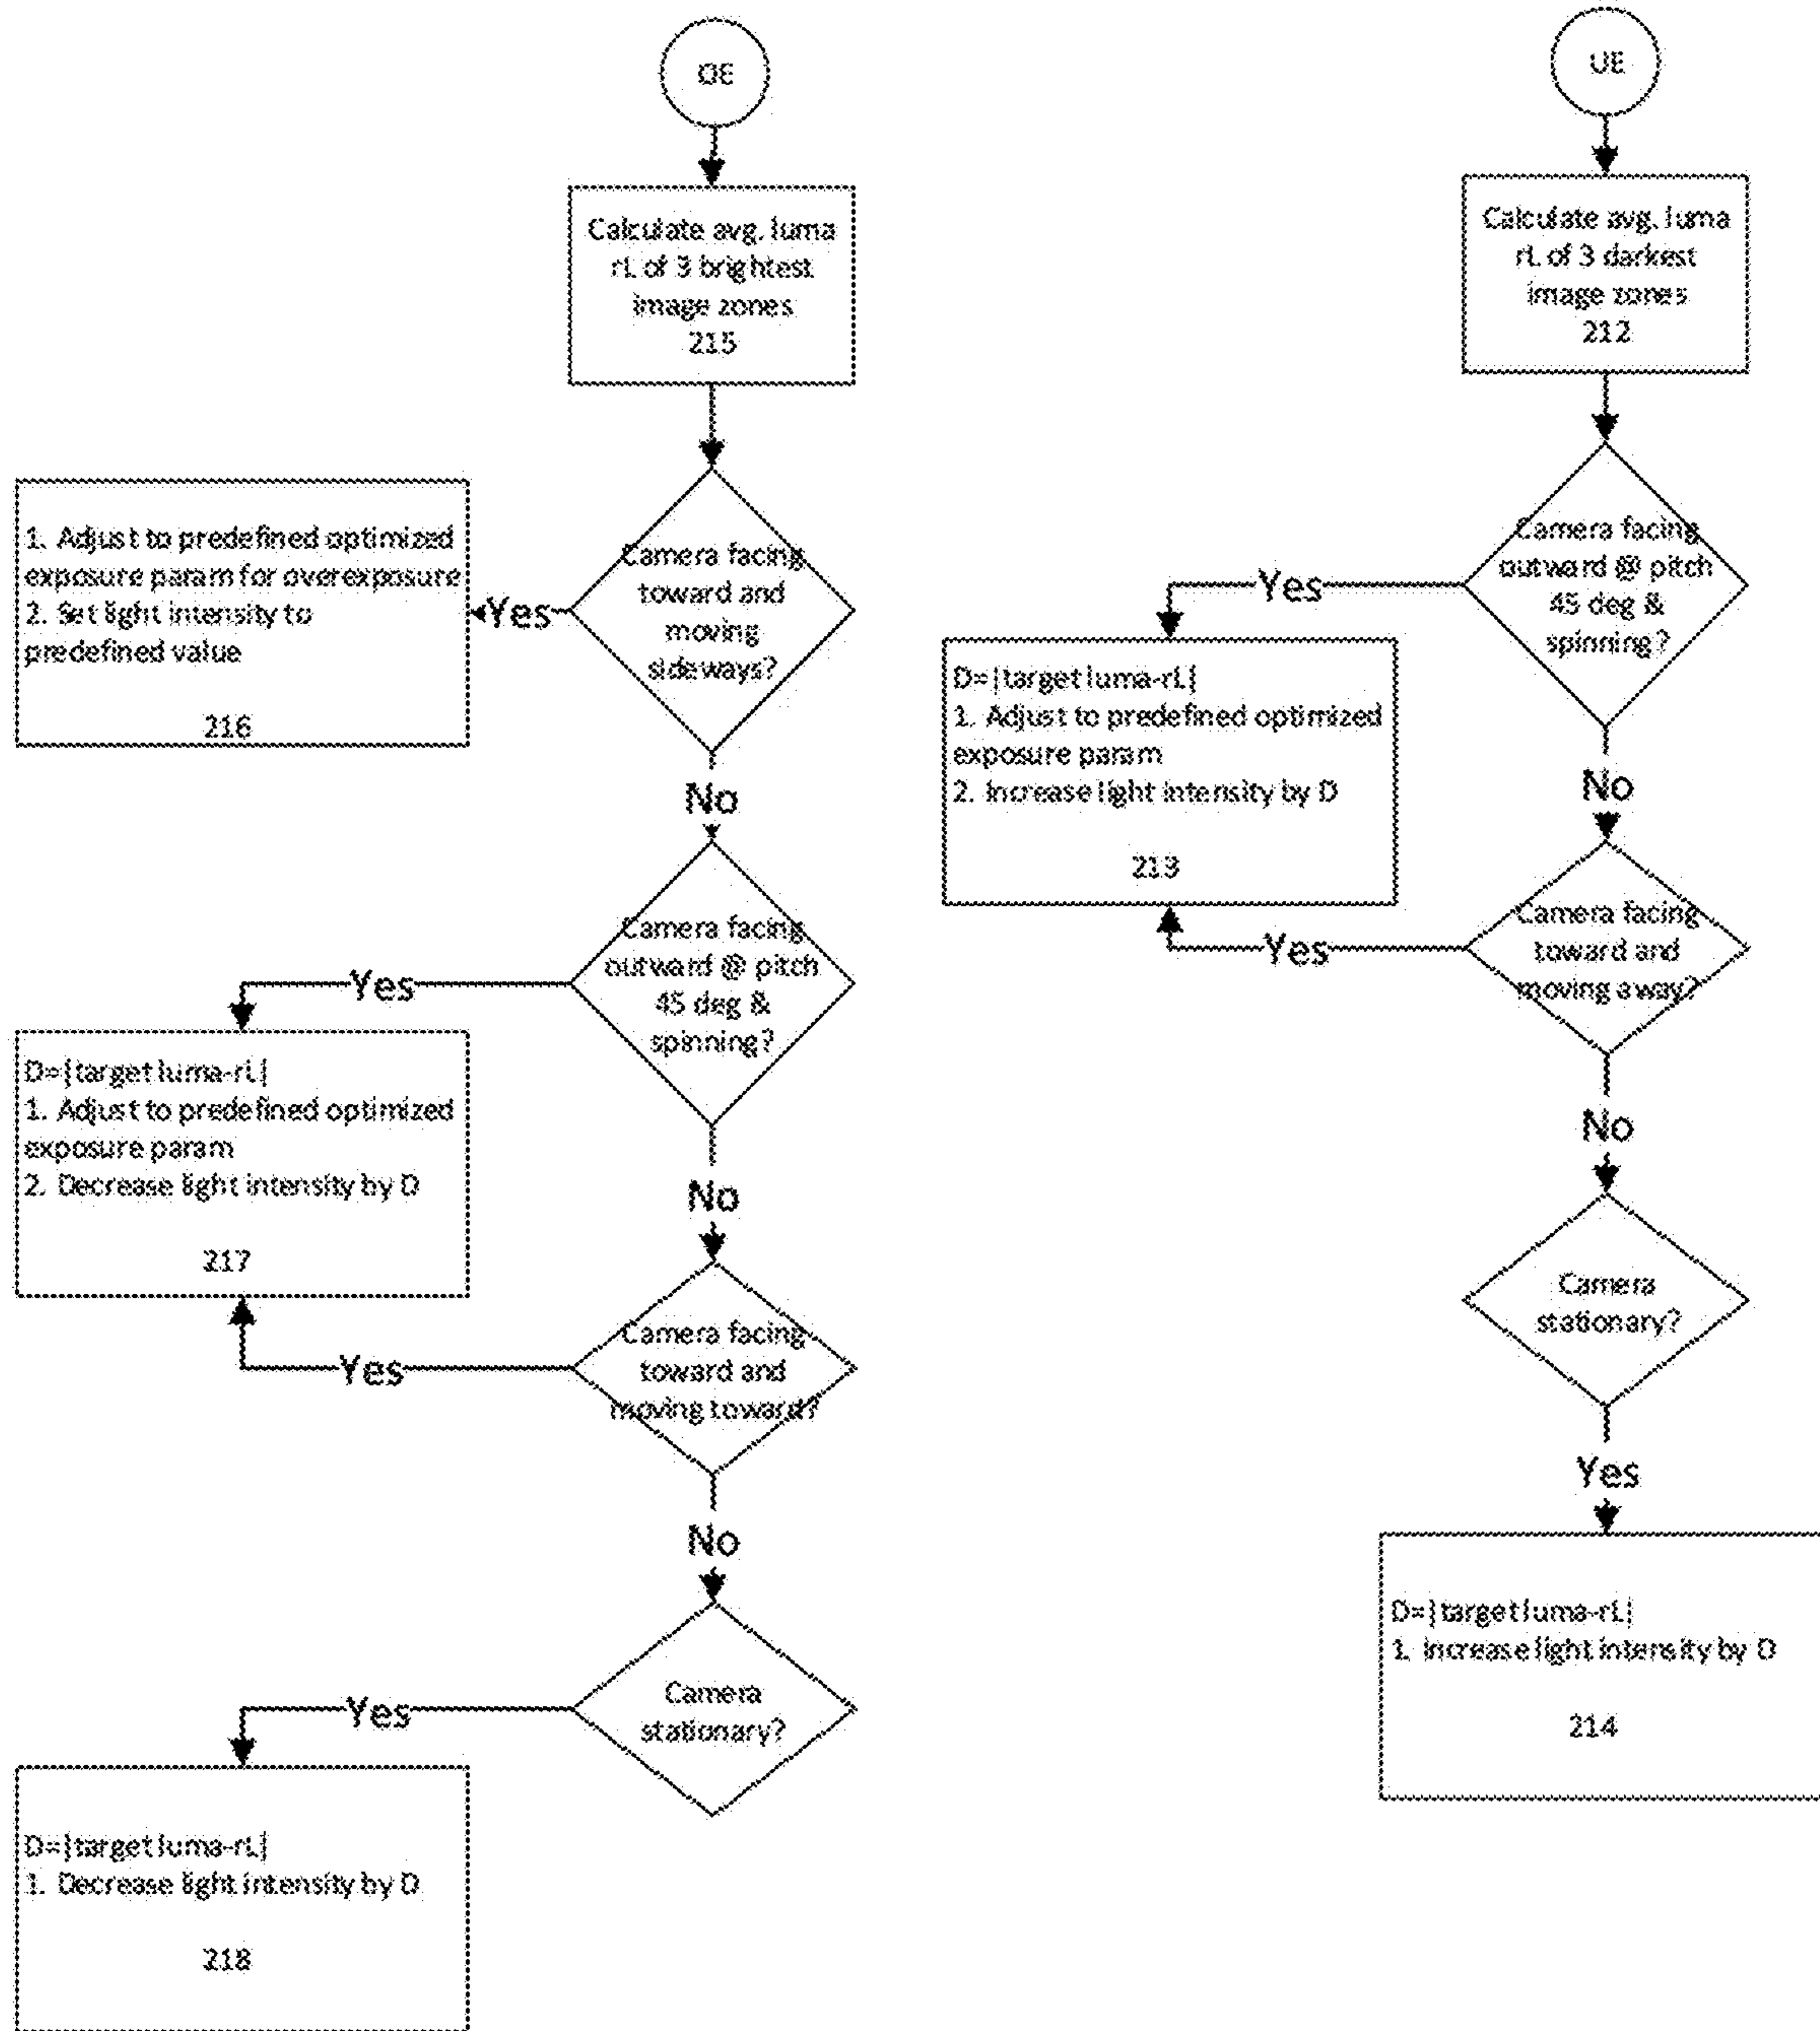 OE
Calculate avg. luma
rL of 3 brightest
image zones
215
Camera facing
toward and
moving
sideways?
Yes
1. Adjust to predefined optimized
exposure param for overexposure
2. Set light intensity to
predefined value
216
No
Camera facing
outward @ pitch
45 deg &
spinning?
Yes
D=|target luma-rL|
1. Adjust to predefined optimized
exposure param
2. Decrease light intensity by D
217
No
Camera facing
toward and
moving toward?
Yes
No
Camera
stationary?
Yes
D=|target luma-rL|
1. Decrease light intensity by D
218
UE
Calculate avg. luma
rL of 3 darkest
image zones
212
Camera facing
outward @ pitch
45 deg &
spinning?
Yes
D=|target luma-rL|
1. Adjust to predefined optimized
exposure param
2. Increase light intensity by D
213
No
Camera facing
toward and
moving away?
Yes
No
Camera
stationary?
Yes
D=|target luma-rL|
1. Increase light intensity by D
214